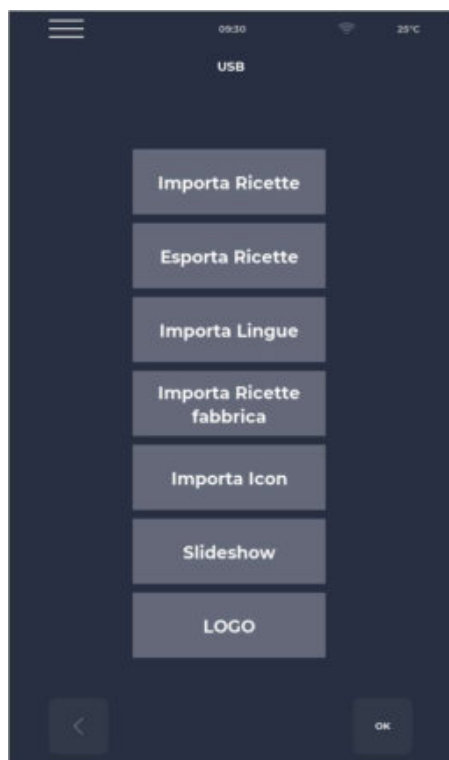 09:30 25°C
USB
Importa Ricette
Esporta Ricette
Importa Lingue
Importa Ricette
fabbrica
Importa Icon
Slideshow
LOGO
OK